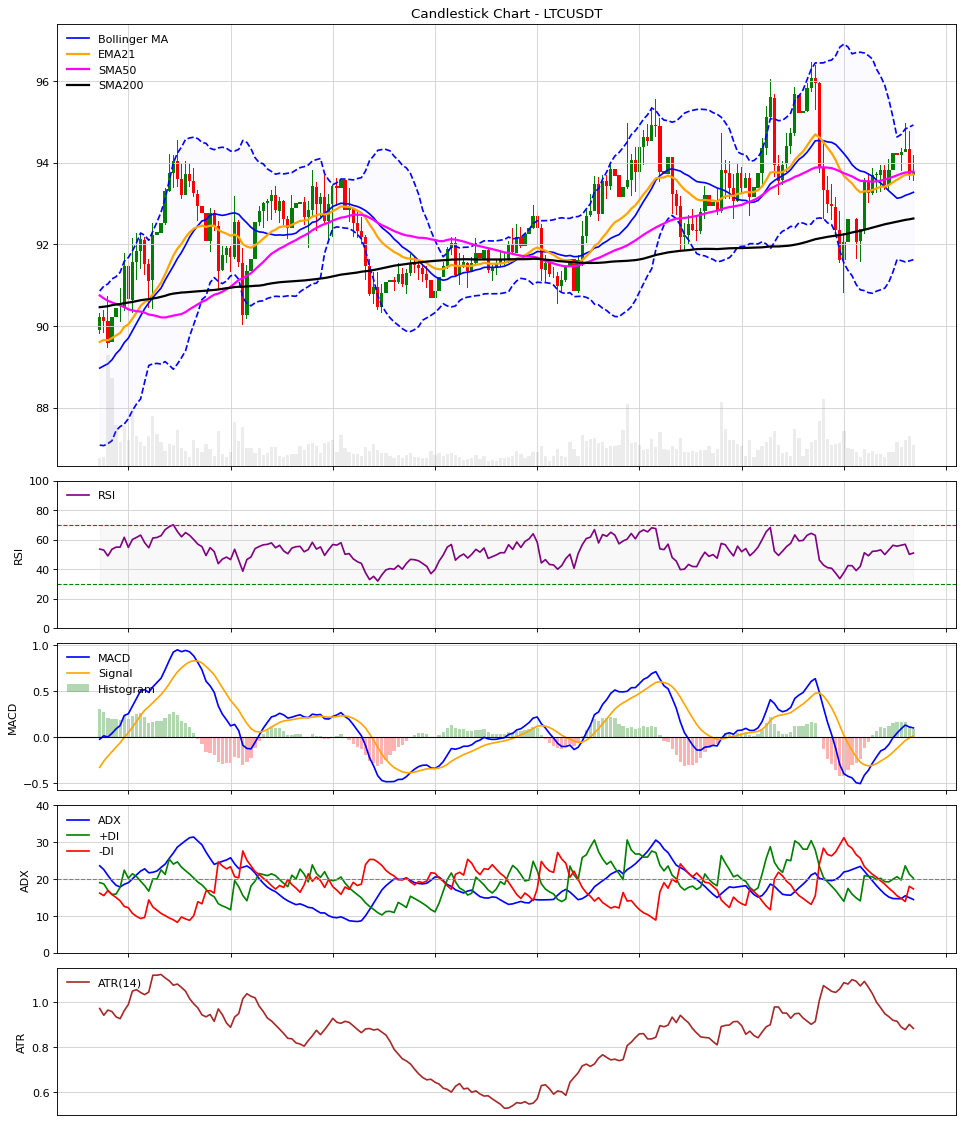 Candlestick Chart - LTCUSDT
Bollinger MA
EMA21
SMA50
SMA200
96
94
92
90
88
RSI
100
80
60
40
20
0
RSI
MACD
Signal
Histogram
1.0
0.5
0.0
−0.5
MACD
ADX
+DI
-DI
40
30
20
10
0
ADX
ATR(14)
1.0
0.8
0.6
ATR